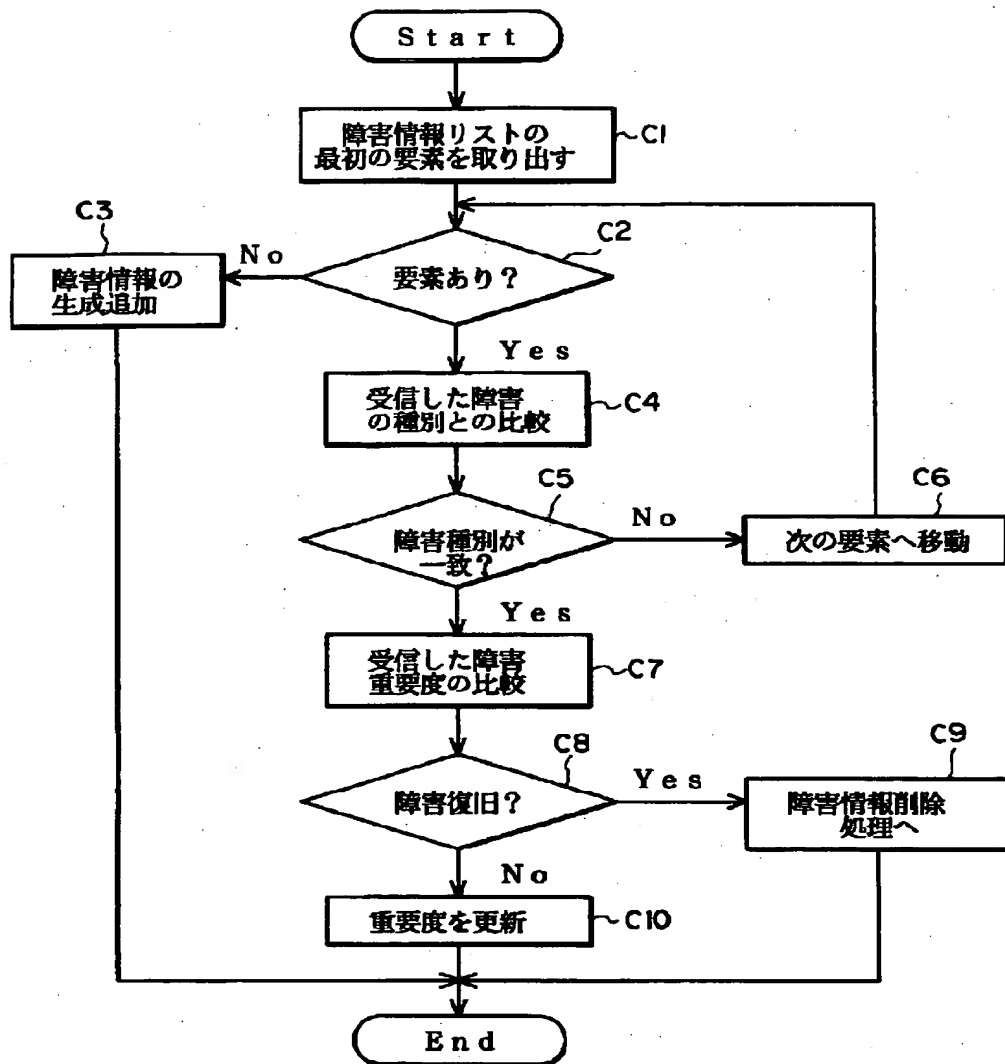 Start
障害情報リストの
最初の要素を取り出す
C1
C3
C2
No
障害情報の
生成追加
要素あり?
Yes
受信した障害
の種別との比較
C4
C5
C6
No
障害種別が
一致?
次の要素へ移動
Yes
受信した障害
重要度の比較
C7
C8
C9
Yes
障害復旧?
障害情報削除
処理へ
No
重要度を更新
C10
End